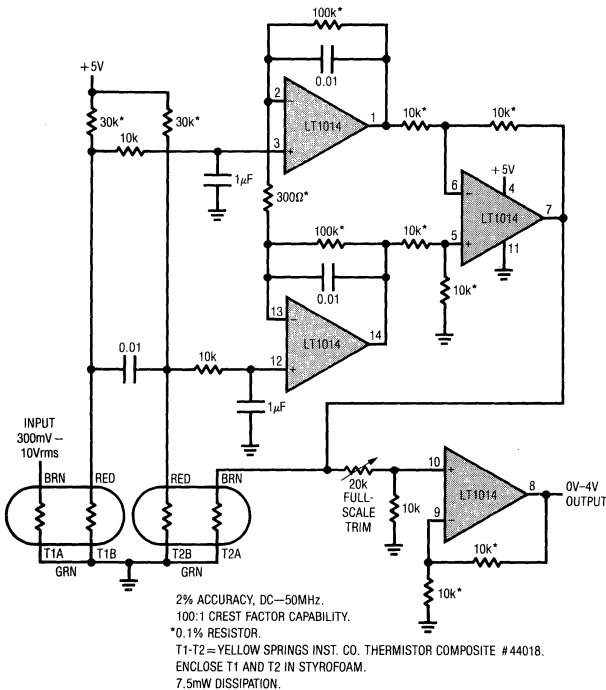 100k*
0.01
+5V
30k*
30k*
10k
2
−
LT1014
1
3
+
1μF
10k*
10k*
300Ω*
+5V
6
−
4
LT1014
7
5
+
11
100k*
10k*
0.01
10k*
13
−
LT1014
14
12
+
0.01
10k
1μF
INPUT
300mV –
10Vrms
BRN
RED
RED
BRN
T1A
T1B
T2B
T2A
GRN
GRN
20k
FULL-
SCALE
TRIM
10k
10
+
LT1014
8
9
−
0V–4V
OUTPUT
10k*
10k*
2% ACCURACY, DC—50MHz.
100:1 CREST FACTOR CAPABILITY.
*0.1% RESISTOR.
T1-T2 = YELLOW SPRINGS INST. CO. THERMISTOR COMPOSITE #44018.
ENCLOSE T1 AND T2 IN STYROFOAM.
7.5mW DISSIPATION.